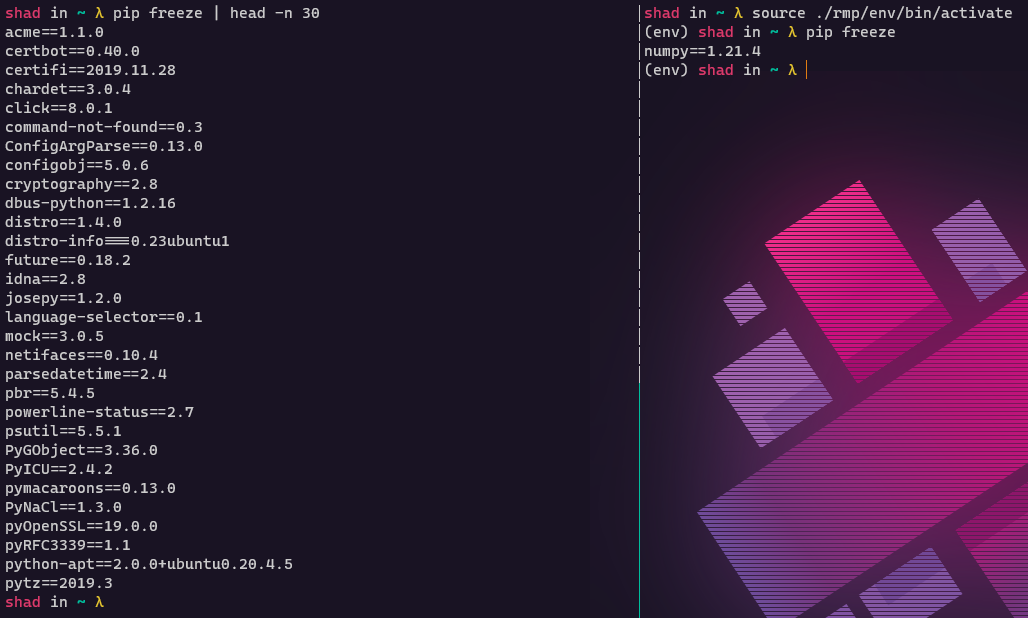 shad in ~ λ pip freeze | head -n 30
acme==1.1.0
certbot==0.40.0
certifi==2019.11.28
chardet==3.0.4
click==8.0.1
command-not-found==0.3
ConfigArgParse==0.13.0
configobj==5.0.6
cryptography==2.8
dbus-python==1.2.16
distro==1.4.0
distro-info===0.23ubuntu1
future==0.18.2
idna==2.8
josepy==1.2.0
language-selector==0.1
mock==3.0.5
netifaces==0.10.4
parsedatetime==2.4
pbr==5.4.5
powerline-status==2.7
psutil==5.5.1
PyGObject==3.36.0
PyICU==2.4.2
pymacaroons==0.13.0
PyNaCl==1.3.0
pyOpenSSL==19.0.0
pyRFC3339==1.1
python-apt==2.0.0+ubuntu0.20.4.5
pytz==2019.3
shad in ~ λ
shad in ~ λ source ./rmp/env/bin/activate
(env) shad in ~ λ pip freeze
numpy==1.21.4
(env) shad in ~ λ